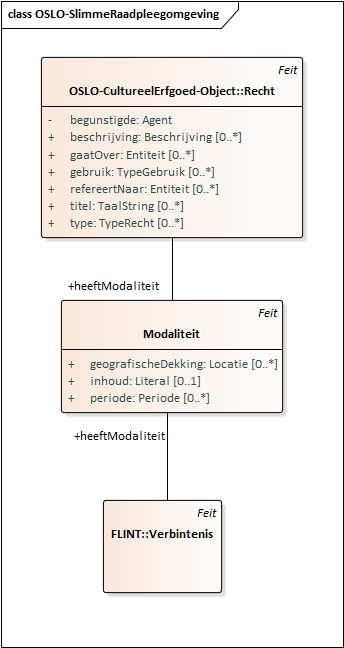 class OSLO-SlimmeRaadpleegomgeving
Feit
OSLO-CultureelErfgoed-Object::Recht
- begunstigde: Agent
+ beschrijving: Beschrijving [0..*]
+ gaatOver: Entiteit [0..*]
+ gebruik: TypeGebruik [0..*]
+ refereertNaar: Entiteit [0..*]
+ titel: TaalString [0..*]
+ type: TypeRecht [0..*]
+heeftModaliteit
Feit
Modaliteit
+ geografischeDekking: Locatie [0..*]
+ inhoud: Literal [0..1]
+ periode: Periode [0..*]
+heeftModaliteit
Feit
FLINT::Verbintenis